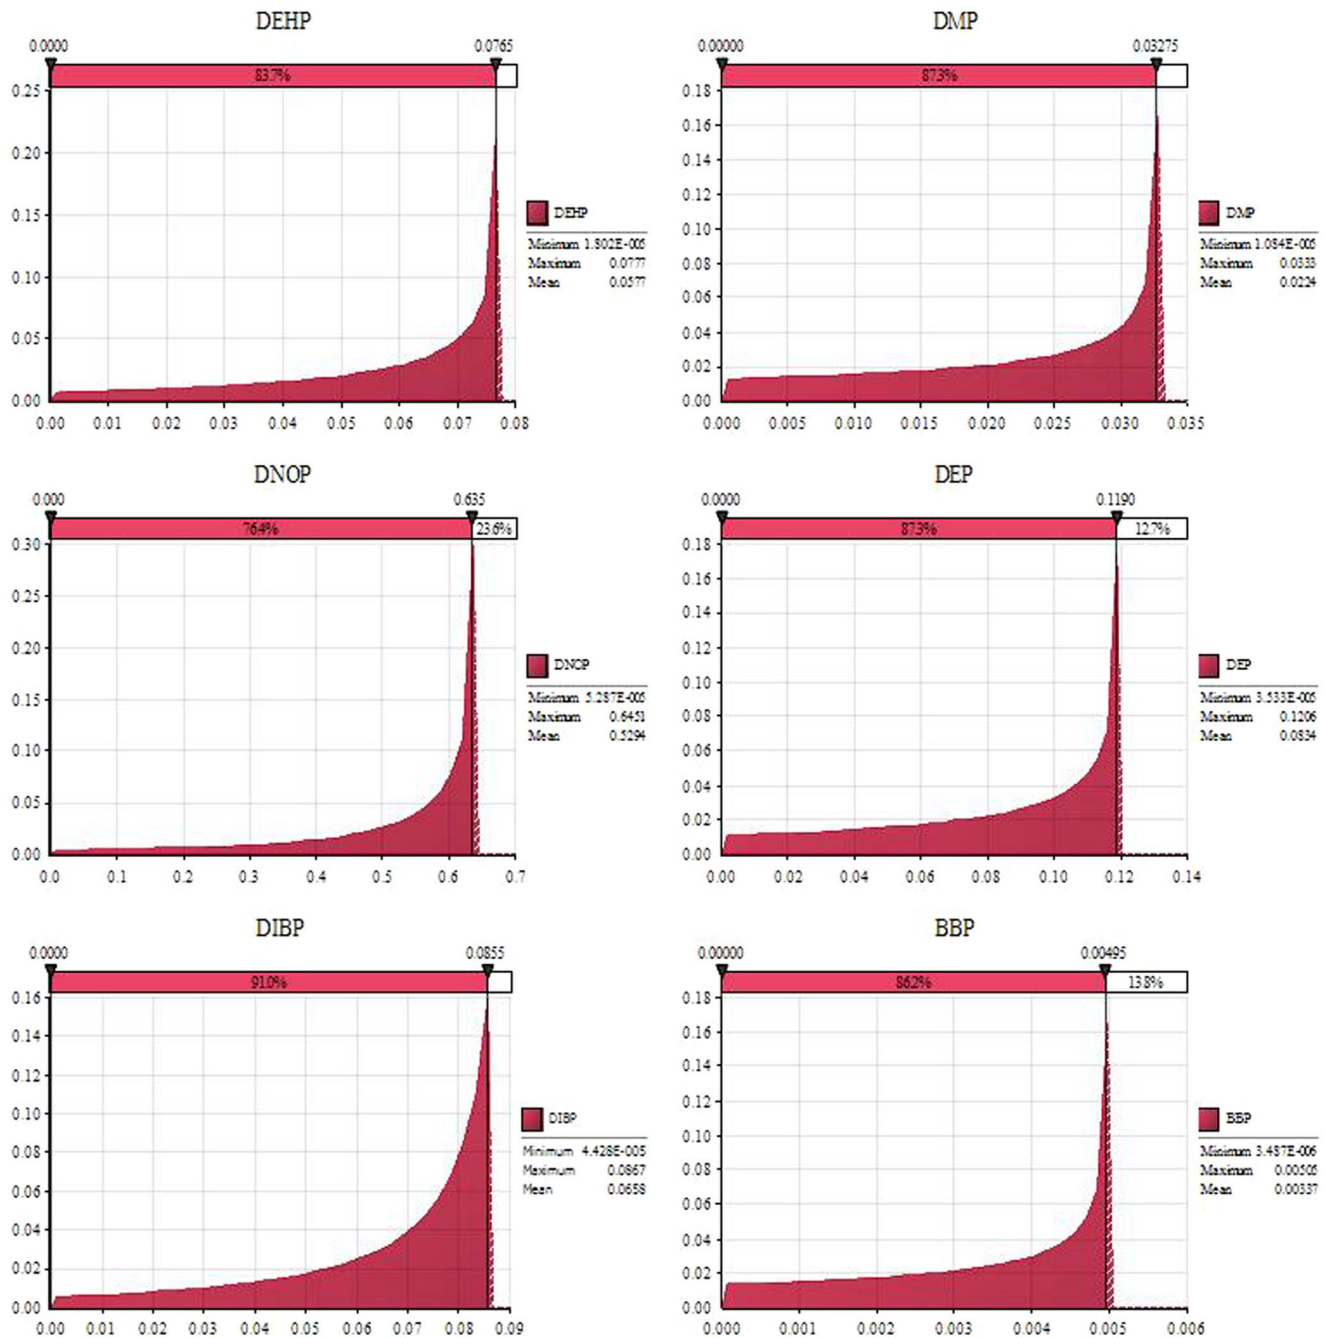 DEHP
0.0000 0.0765
83.7%
0.25
0.20
0.15
0.10
0.05
0.00
0.00 0.01 0.02 0.03 0.04 0.05 0.06 0.07 0.08
DEHP
Minimum 1.802E-005
Maximum 0.0777
Mean 0.0577
DMP
0.00000 0.03275
87.3%
0.18
0.16
0.14
0.12
0.10
0.08
0.06
0.04
0.02
0.00
0.000 0.005 0.010 0.015 0.020 0.025 0.030 0.035
DMP
Minimum 1.084E-005
Maximum 0.0333
Mean 0.0224
DNOP
0.000 0.635
76.4% 23.6%
0.30
0.25
0.20
0.15
0.10
0.05
0.00
0.0 0.1 0.2 0.3 0.4 0.5 0.6 0.7
DNOP
Minimum 5.287E-005
Maximum 0.6451
Mean 0.5294
DEP
0.0000 0.1190
87.3% 12.7%
0.18
0.16
0.14
0.12
0.10
0.08
0.06
0.04
0.02
0.00
0.00 0.02 0.04 0.06 0.08 0.10 0.12 0.14
DEP
Minimum 3.533E-005
Maximum 0.1206
Mean 0.0834
DIBP
0.0000 0.0855
91.0%
0.16
0.14
0.12
0.10
0.08
0.06
0.04
0.02
0.00
0.00 0.01 0.02 0.03 0.04 0.05 0.06 0.07 0.08 0.09
DIBP
Minimum 4.428E-005
Maximum 0.0867
Mean 0.0658
BBP
0.00000 0.00495
86.2% 13.8%
0.18
0.16
0.14
0.12
0.10
0.08
0.06
0.04
0.02
0.00
0.000 0.001 0.002 0.003 0.004 0.005 0.006
BBP
Minimum 3.487E-006
Maximum 0.00505
Mean 0.00337